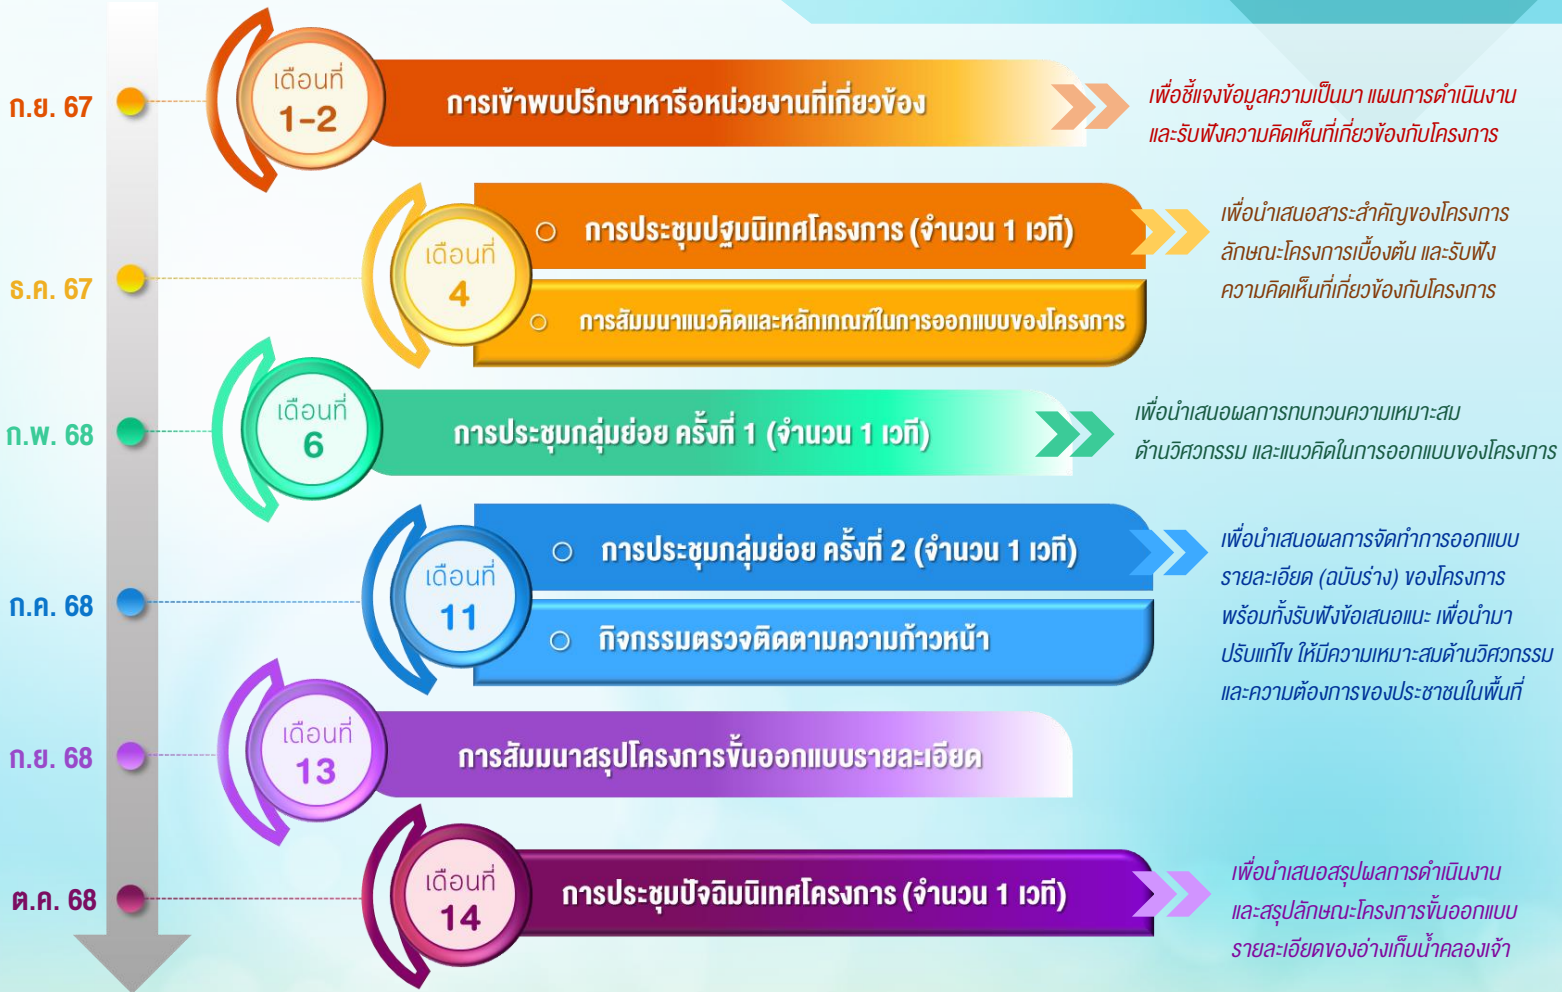 ก.ย. 67
เดือนที่
1-2
การเข้าพบปรึกษาหารือหน่วยงานที่เกี่ยวข้อง
เพื่อชี้แจงข้อมูลความเป็นมา แผนการดำเนินงาน
และรับฟังความคิดเห็นที่เกี่ยวข้องกับโครงการ
ธ.ค. 67
เดือนที่
4
○ การประชุมปฐมนิเทศโครงการ (จำนวน 1 เวที)
○ การสัมมนาแนวคิดและหลักเกณฑ์ในการออกแบบของโครงการ
เพื่อนำเสนอสาระสำคัญของโครงการ
ลักษณะโครงการเบื้องต้น และรับฟัง
ความคิดเห็นที่เกี่ยวข้องกับโครงการ
ก.พ. 68
เดือนที่
6
การประชุมกลุ่มย่อย ครั้งที่ 1 (จำนวน 1 เวที)
เพื่อนำเสนอผลการทบทวนความเหมาะสม
ด้านวิศวกรรม และแนวคิดในการออกแบบของโครงการ
ก.ค. 68
เดือนที่
11
○ การประชุมกลุ่มย่อย ครั้งที่ 2 (จำนวน 1 เวที)
○ กิจกรรมตรวจติดตามความก้าวหน้า
เพื่อนำเสนอผลการจัดทำการออกแบบ
รายละเอียด (ฉบับร่าง) ของโครงการ
พร้อมทั้งรับฟังข้อเสนอแนะ เพื่อนำมา
ปรับแก้ไข ให้มีความเหมาะสมด้านวิศวกรรม
และความต้องการของประชาชนในพื้นที่
ก.ย. 68
เดือนที่
13
การสัมมนาสรุปโครงการขั้นออกแบบรายละเอียด
ต.ค. 68
เดือนที่
14
การประชุมปัจฉิมนิเทศโครงการ (จำนวน 1 เวที)
เพื่อนำเสนอสรุปผลการดำเนินงาน
และสรุปลักษณะโครงการขั้นออกแบบ
รายละเอียดของอ่างเก็บน้ำคลองเจ้า